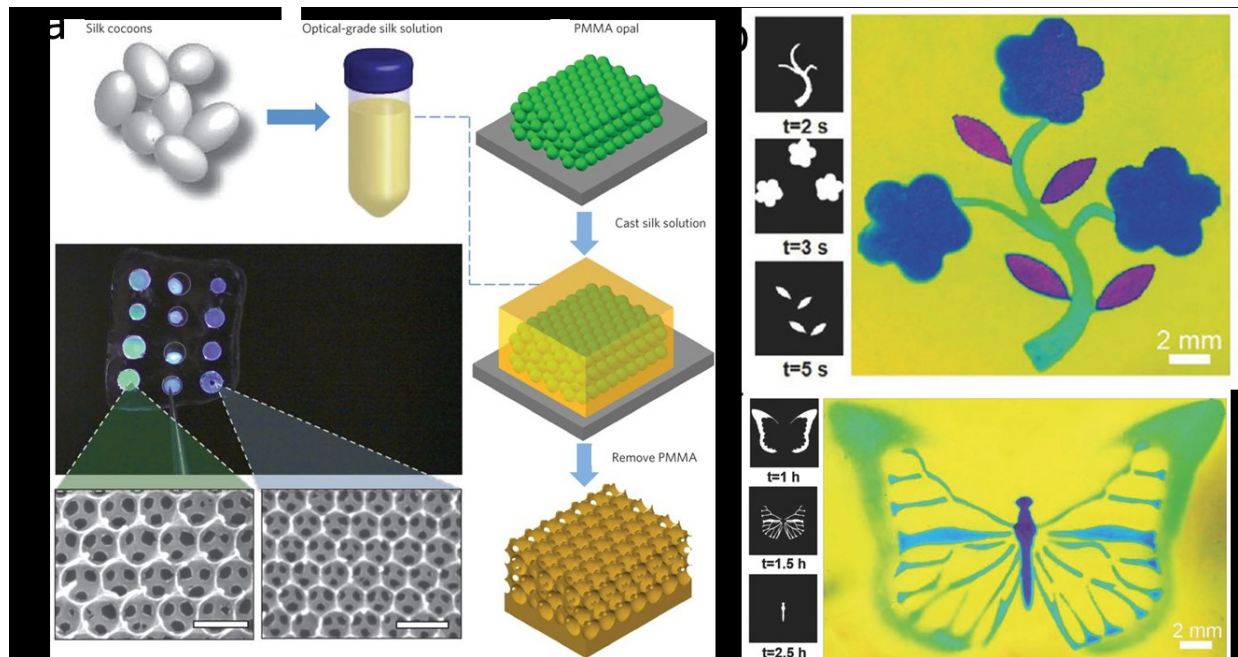 a
Silk cocoons
Optical-grade silk solution
PMMA opal
Cast silk solution
Remove PMMA
b
t=2 s
t=3 s
t=5 s
2 mm
t=1 h
t=1.5 h
t=2.5 h
2 mm